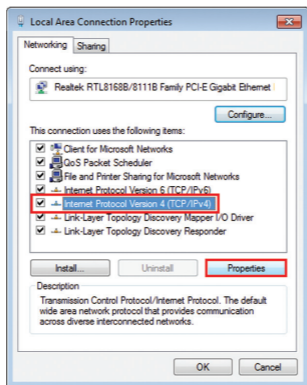 Local Area Connection Properties
Networking
Sharing
Connect using:
Realtek RTL8168B/8111B Family PCI-E Gigabit Ethernet
Configure...
This connection uses the following items:
Client for Microsoft Networks
QoS Packet Scheduler
File and Printer Sharing for Microsoft Networks
Internet Protocol Version 6 (TCP/IPv6)
Internet Protocol Version 4 (TCP/IPv4)
Link-Layer Topology Discovery Mapper I/O Driver
Link-Layer Topology Discovery Responder
Install...
Uninstall
Properties
Description
Transmission Control Protocol/Internet Protocol. The default
wide area network protocol that provides communication
across diverse interconnected networks.
OK
Cancel